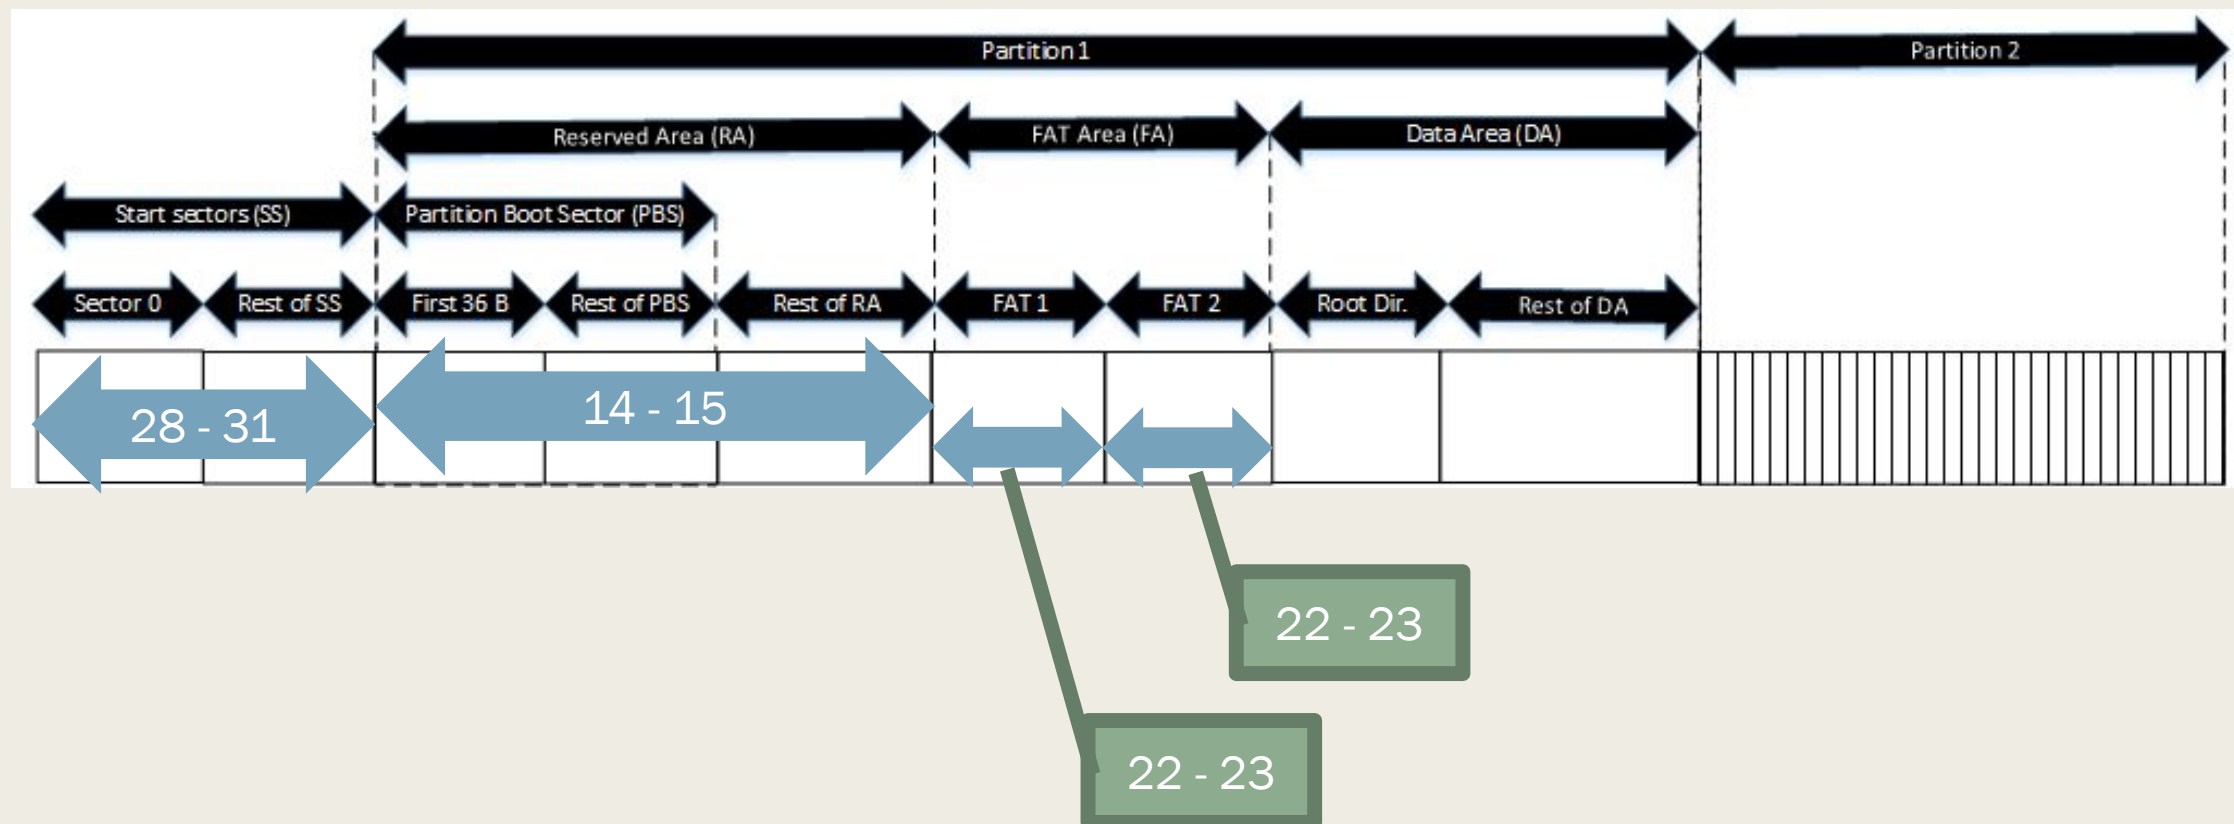 Partition 1
Partition 2
Reserved Area (RA)
FAT Area (FA)
Data Area (DA)
Start sectors (SS)
Partition Boot Sector (PBS)
Sector 0
Rest of SS
First 36 B
Rest of PBS
Rest of RA
FAT 1
FAT 2
Root Dir.
Rest of DA
28 - 31
14 - 15
22 - 23
22 - 23